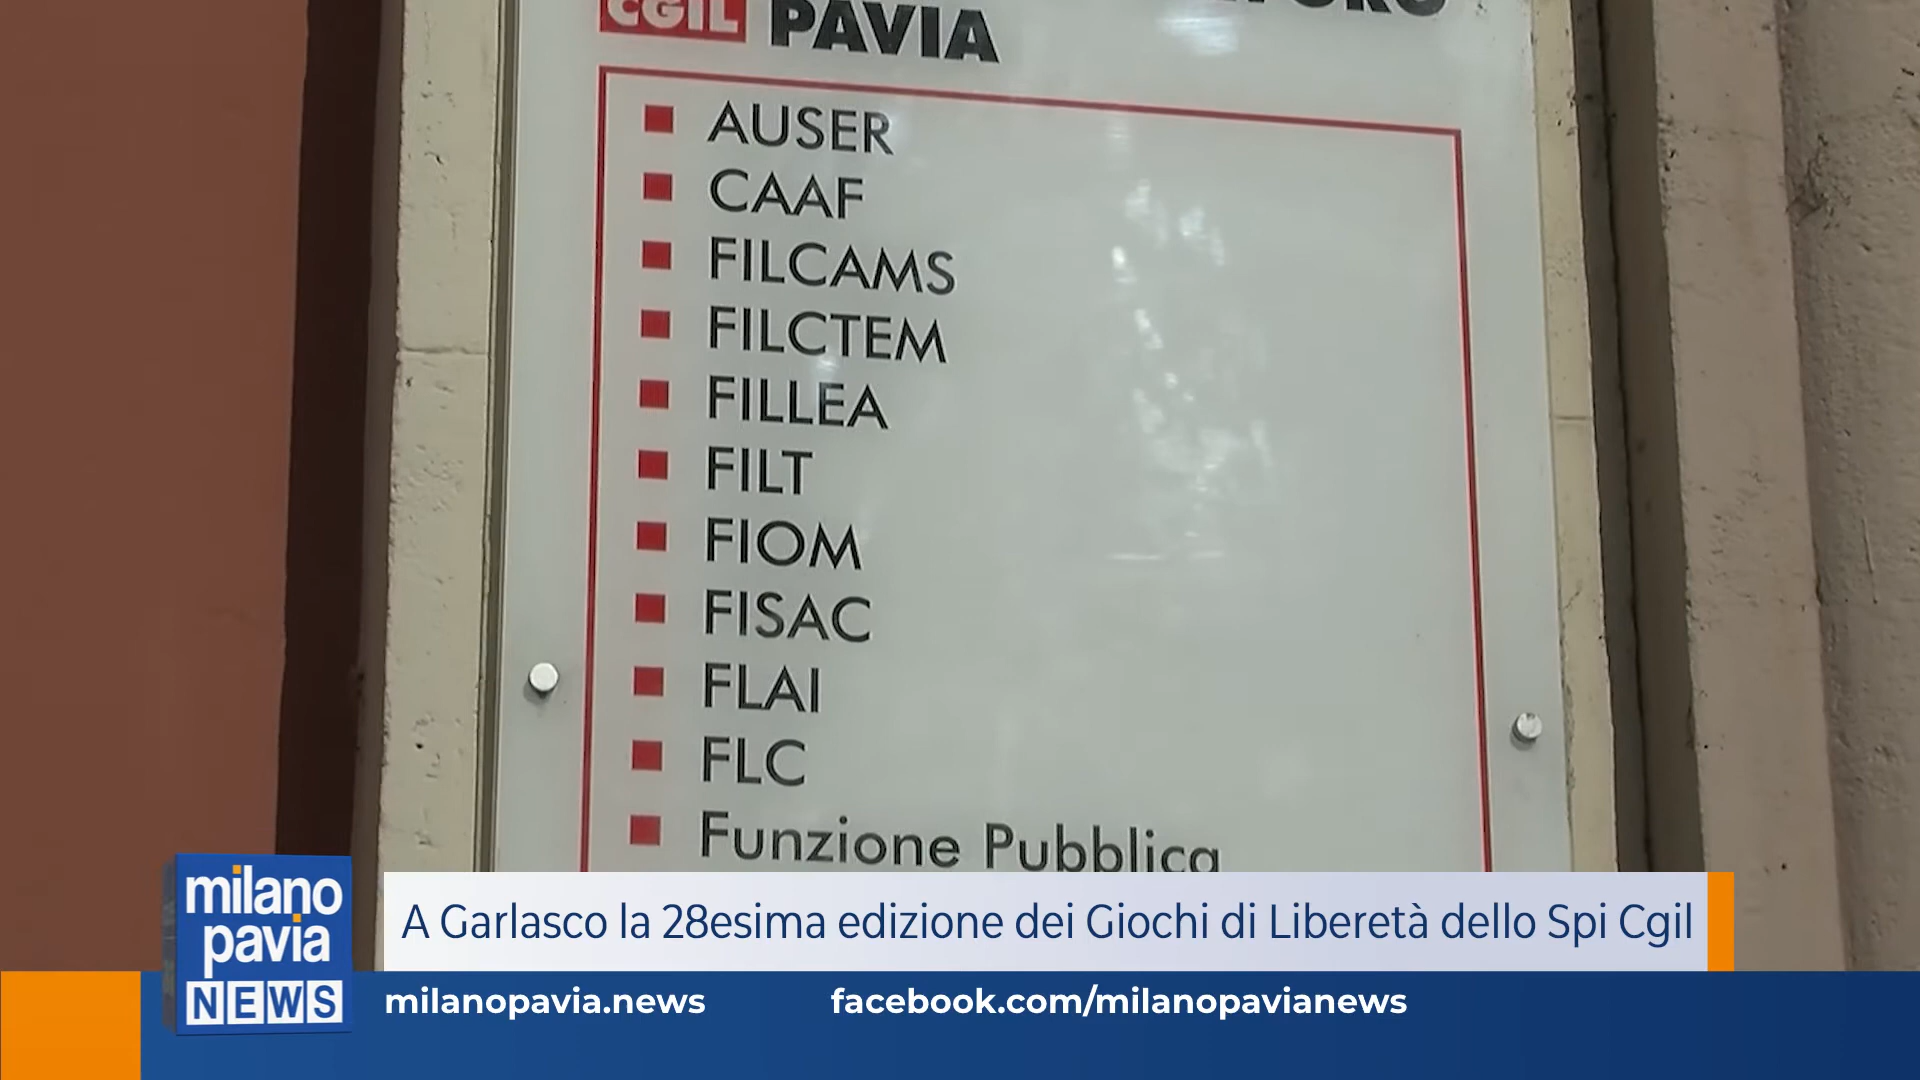 CGIL PAVIA
AUSER
CAAF
FILCAMS
FILCTEM
FILLEA
FILT
FIOM
FISAC
FLAI
FLC
Funzione Pubblica
A Garlasco la 28esima edizione dei Giochi di Liberetà dello Spi Cgil
milano
pavia
NEWS
milanopavia.news facebook.com/milanopavianews